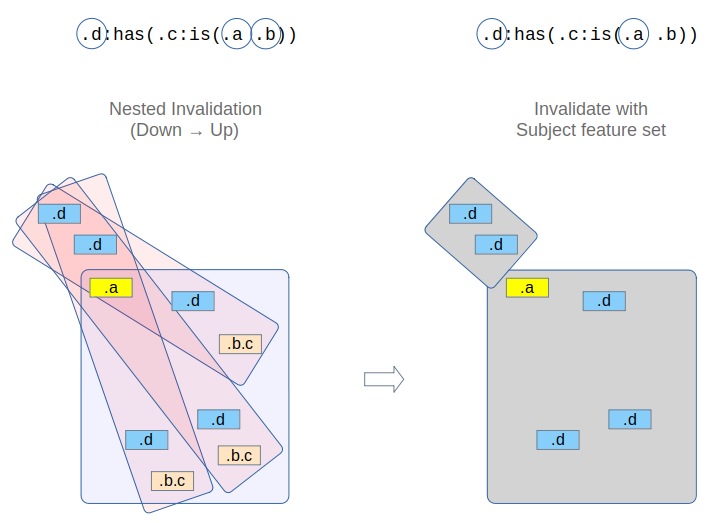 .d:has(.c:is(.a .b))
.d:has(.c:is(.a .b))
Nested Invalidation
(Down → Up)
Invalidate with
Subject feature set
.d
.d
.a
.d
.b.c
.d
.d
.b.c
.b.c
.d
.d
.a
.d
.d
.d